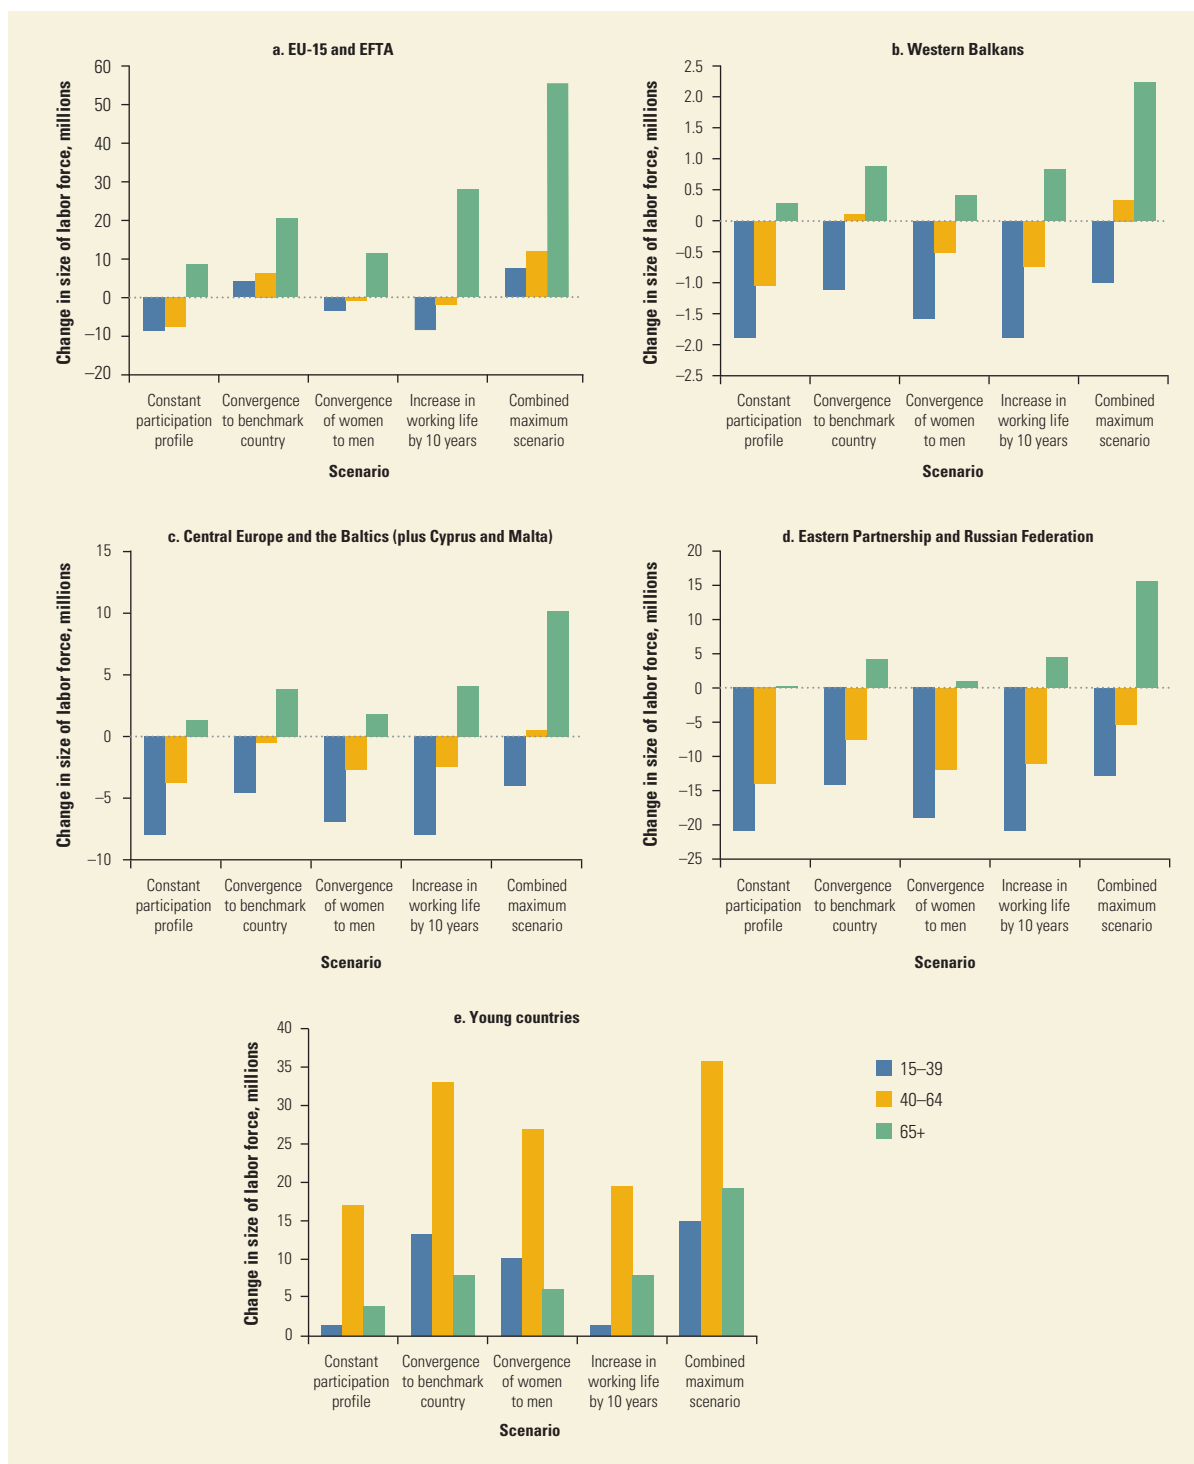 a. EU-15 and EFTA
Change in size of labor force, millions
60
50
40
30
20
10
0
–10
–20
Constant participation profile
Convergence to benchmark country
Convergence of women to men
Increase in working life by 10 years
Combined maximum scenario
Scenario
b. Western Balkans
Change in size of labor force, millions
2.5
2.0
1.5
1.0
0.5
0
–0.5
–1.0
–1.5
–2.0
–2.5
Constant participation profile
Convergence to benchmark country
Convergence of women to men
Increase in working life by 10 years
Combined maximum scenario
Scenario
c. Central Europe and the Baltics (plus Cyprus and Malta)
Change in size of labor force, millions
15
10
5
0
–5
–10
Constant participation profile
Convergence to benchmark country
Convergence of women to men
Increase in working life by 10 years
Combined maximum scenario
Scenario
d. Eastern Partnership and Russian Federation
Change in size of labor force, millions
20
15
10
5
0
–5
–10
–15
–20
–25
Constant participation profile
Convergence to benchmark country
Convergence of women to men
Increase in working life by 10 years
Combined maximum scenario
Scenario
e. Young countries
Change in size of labor force, millions
40
35
30
25
20
15
10
5
0
Constant participation profile
Convergence to benchmark country
Convergence of women to men
Increase in working life by 10 years
Combined maximum scenario
Scenario
15–39
40–64
65+